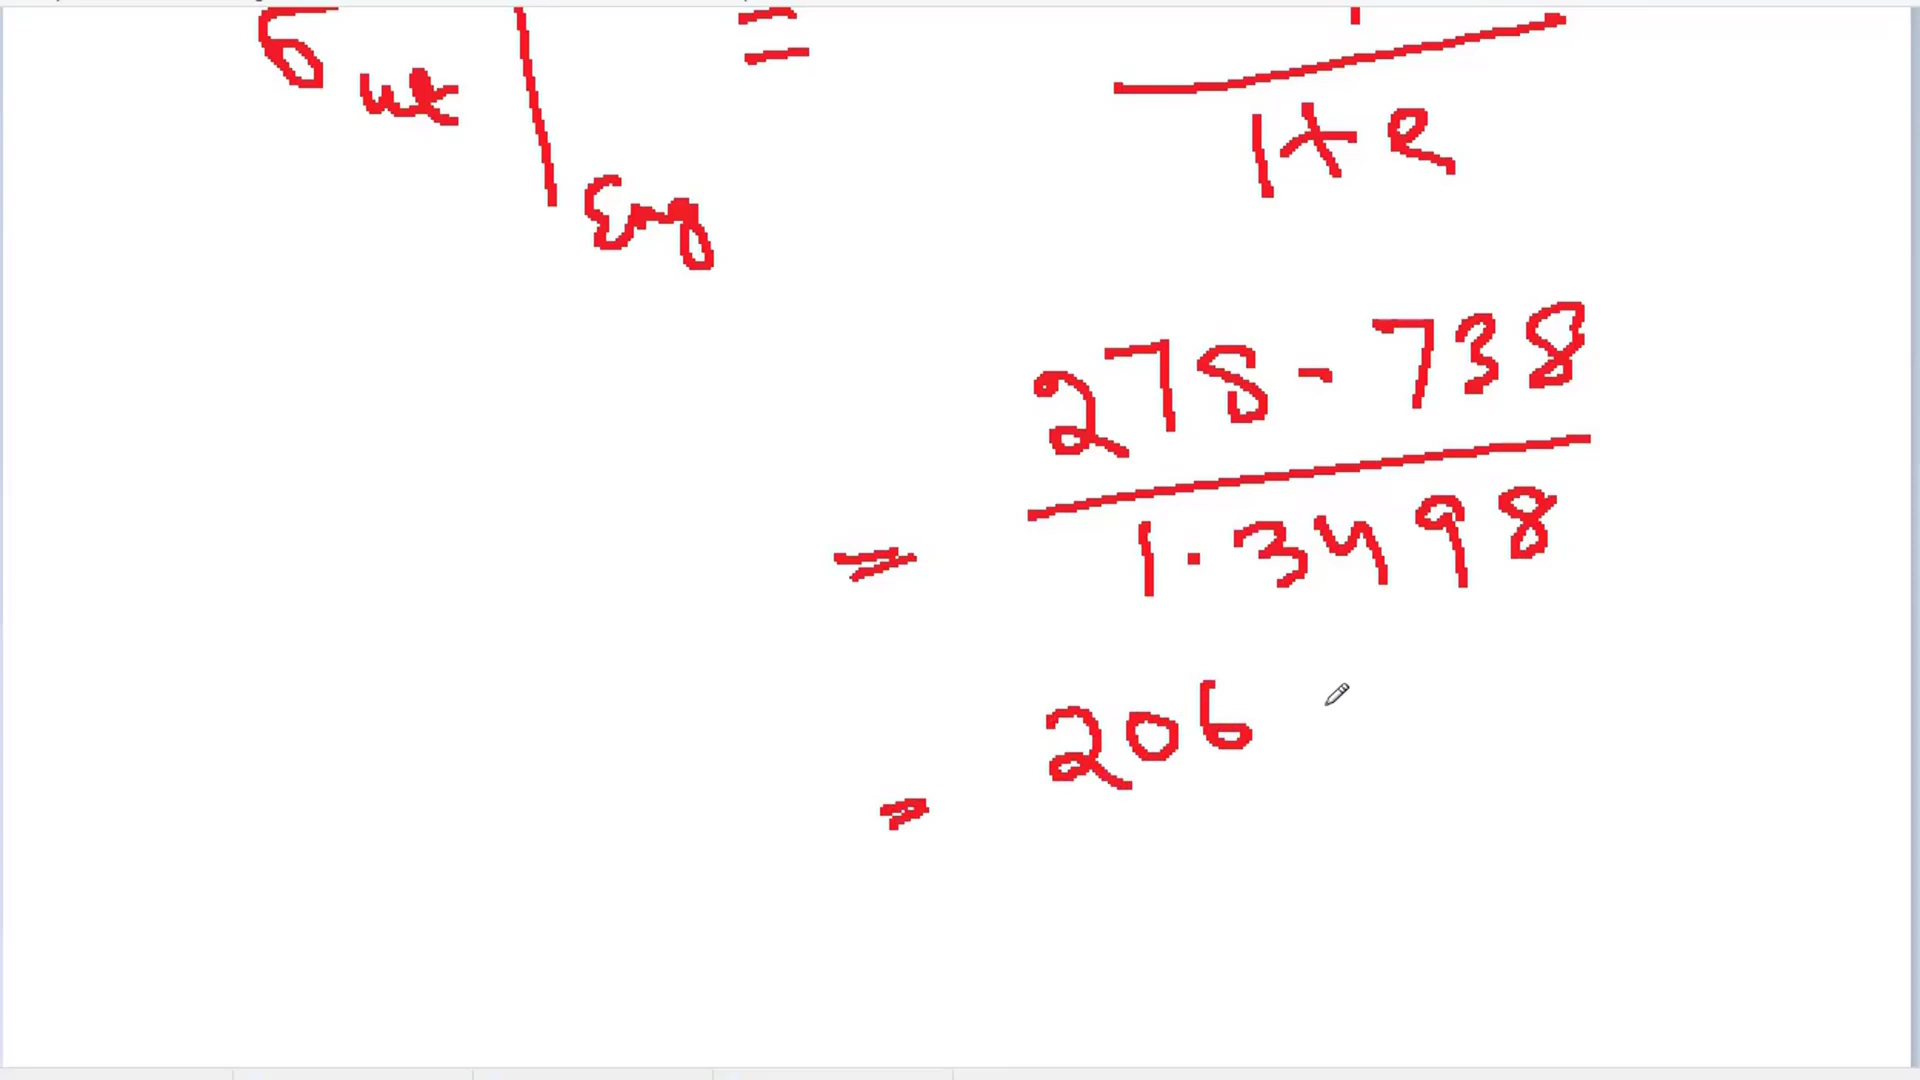 σut | Eng =
1+e
278-738
= 1.3498
= 206